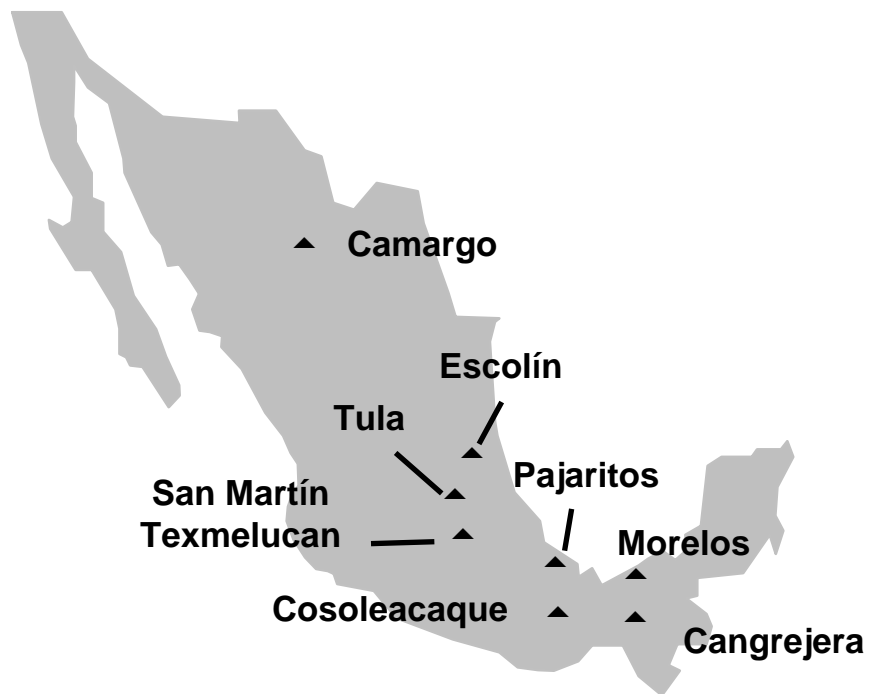 Camargo
Escolín
Tula
Pajaritos
San Martín
Texmelucan
Morelos
Cosoleacaque
Cangrejera